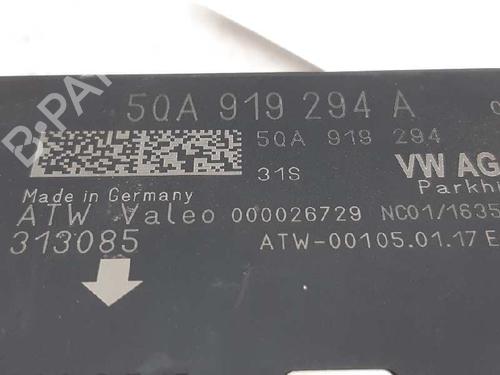 5QA 919 294 A
5QA 919 294
31S
VW AG
Made in Germany
ATW Valeo 000026729 NC01/1635
313085
ATW-00105.01.17 E
B-PARTS